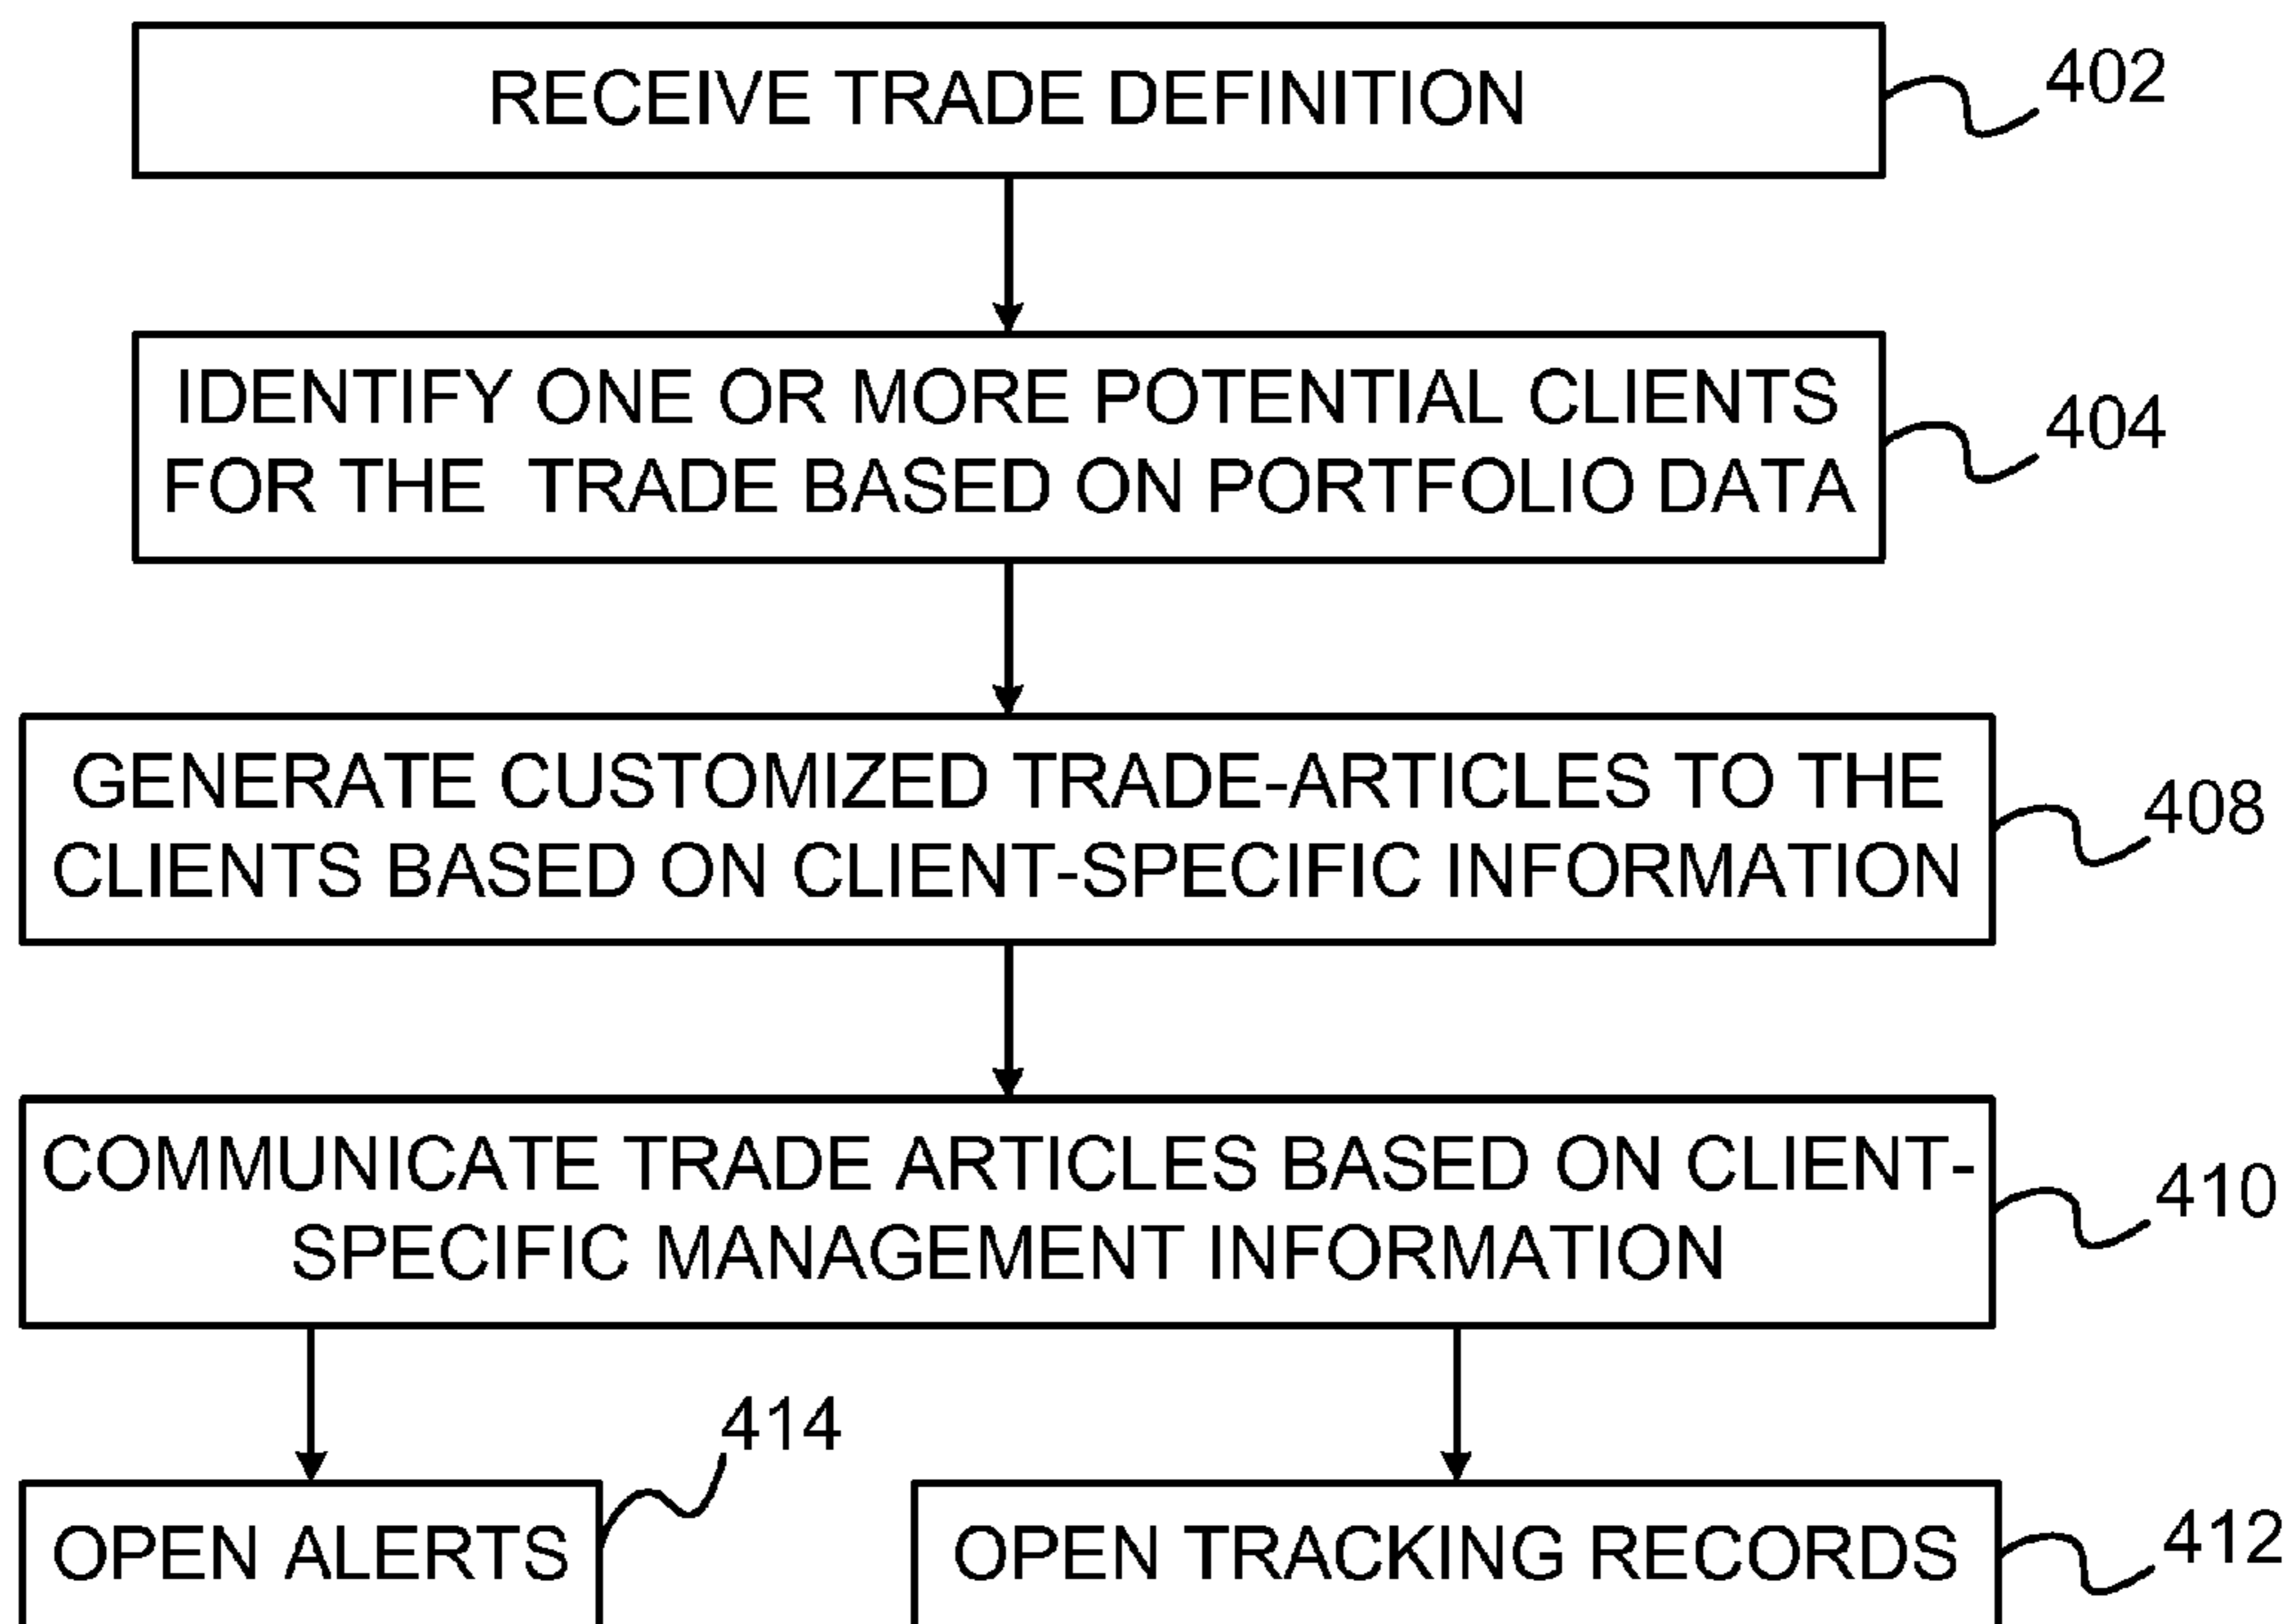 RECEIVE TRADE DEFINITION
402
IDENTIFY ONE OR MORE POTENTIAL CLIENTS
FOR THE TRADE BASED ON PORTFOLIO DATA
404
GENERATE CUSTOMIZED TRADE-ARTICLES TO THE
CLIENTS BASED ON CLIENT-SPECIFIC INFORMATION
408
COMMUNICATE TRADE ARTICLES BASED ON CLIENT-
SPECIFIC MANAGEMENT INFORMATION
410
OPEN ALERTS
414
OPEN TRACKING RECORDS
412